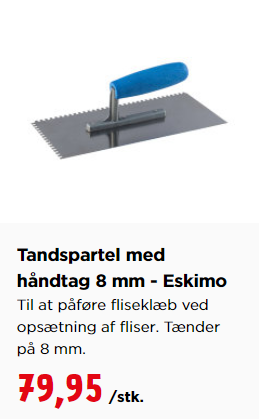 Tandspartel med
håndtag 8 mm - Eskimo
Til at påføre fliseklæb ved
opsætning af fliser. Tænder
på 8 mm.
79,95 /stk.